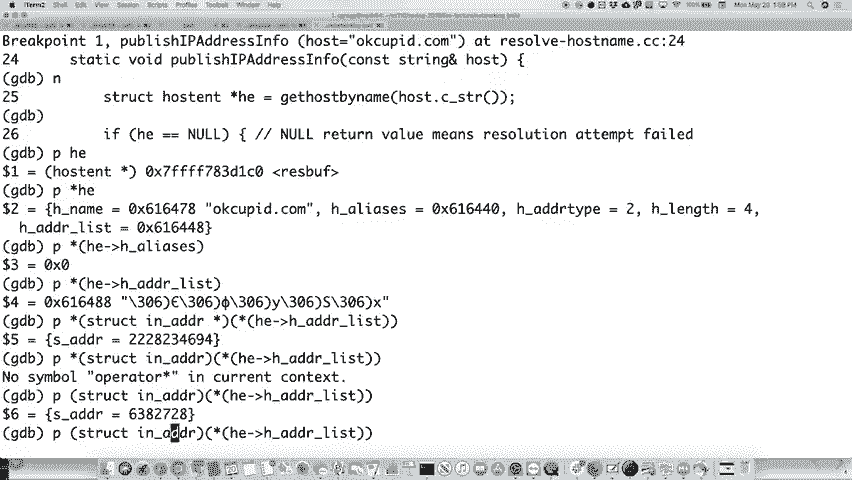 iTerm2 Shell Edit View Session Scripts Profiles Toolbelt Window Help
Breakpoint 1, publishIPAddressInfo (host="okcupid.com") at resolve-hostname.cc:24
24 static void publishIPAddressInfo(const string& host) {
(gdb) n
25 struct hostent *he = gethostbyname(host.c_str());
(gdb)
26 if (he == NULL) { // NULL return value means resolution attempt failed
(gdb) p he
$1 = (hostent *) 0x7ffff783d1c0 <resbuf>
(gdb) p *he
$2 = {h_name = 0x616478 "okcupid.com", h_aliases = 0x616440, h_addrtype = 2, h_length = 4,
h_addr_list = 0x616448}
(gdb) p *(he->h_aliases)
$3 = 0x0
(gdb) p *(he->h_addr_list)
$4 = 0x616488 "\306)Є\306)ф\306)y\306)S\306)x"
(gdb) p *(struct in_addr *)(*(he->h_addr_list))
$5 = {s_addr = 2228234694}
(gdb) p *(struct in_addr)(*(he->h_addr_list))
No symbol "operator*" in current context.
(gdb) p (struct in_addr)(*(he->h_addr_list))
$6 = {s_addr = 6382728}
(gdb) p (struct in_addr)(*(he->h_addr_list))